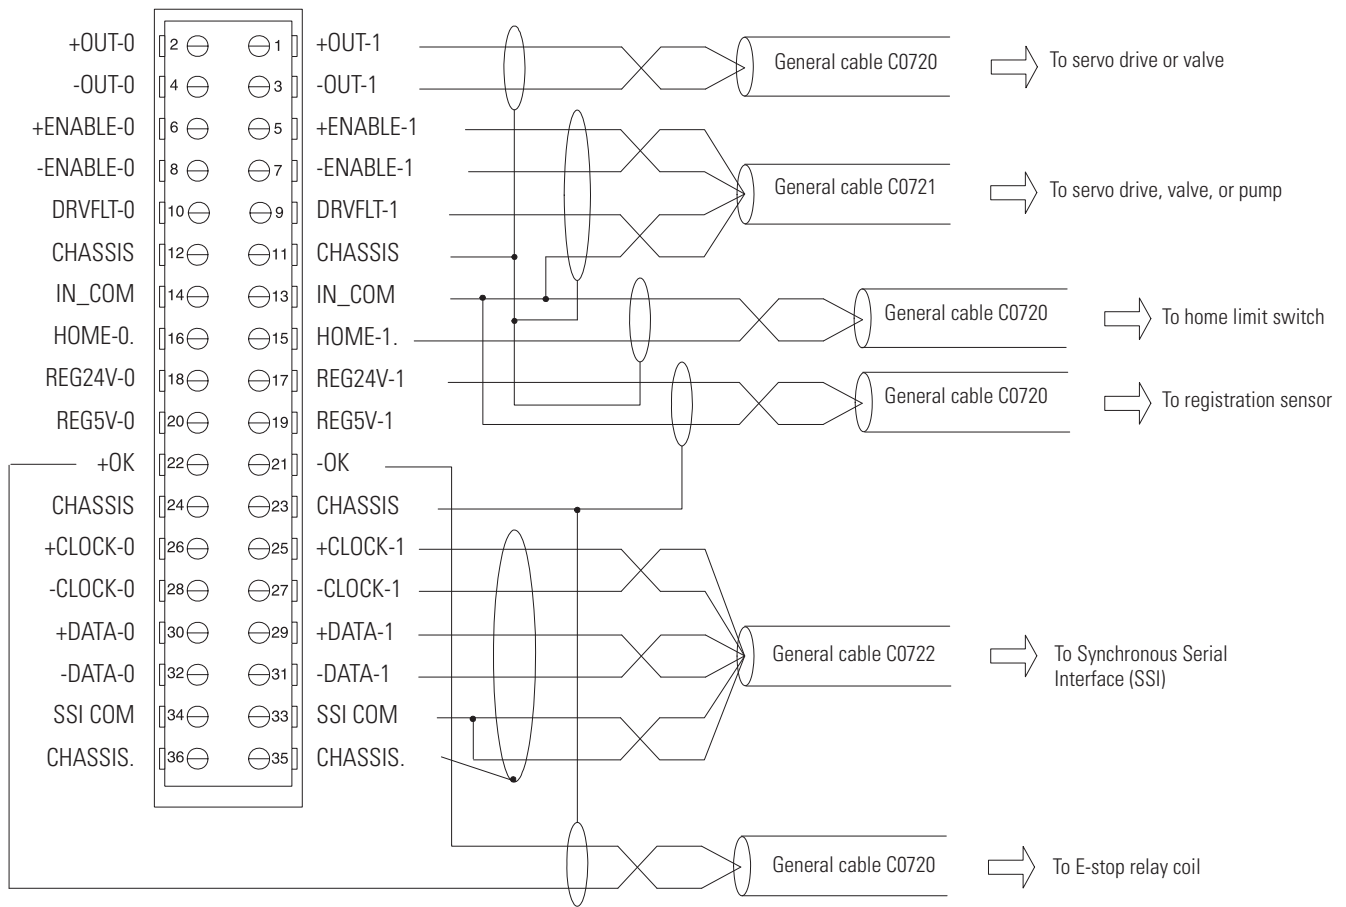 +OUT-0 2 1 +OUT-1 General cable C0720 To servo drive or valve
-OUT-0 4 3 -OUT-1
+ENABLE-0 6 5 +ENABLE-1
-ENABLE-0 8 7 -ENABLE-1 General cable C0721 To servo drive, valve, or pump
DRVFLT-0 10 9 DRVFLT-1
CHASSIS 12 11 CHASSIS
IN_COM 14 13 IN_COM General cable C0720 To home limit switch
HOME-0. 16 15 HOME-1.
REG24V-0 18 17 REG24V-1 General cable C0720 To registration sensor
REG5V-0 20 19 REG5V-1
+OK 22 21 -OK
CHASSIS 24 23 CHASSIS
+CLOCK-0 26 25 +CLOCK-1
-CLOCK-0 28 27 -CLOCK-1
+DATA-0 30 29 +DATA-1 General cable C0722 To Synchronous Serial
Interface (SSI)
-DATA-0 32 31 -DATA-1
SSI COM 34 33 SSI COM
CHASSIS. 36 35 CHASSIS.
General cable C0720 To E-stop relay coil